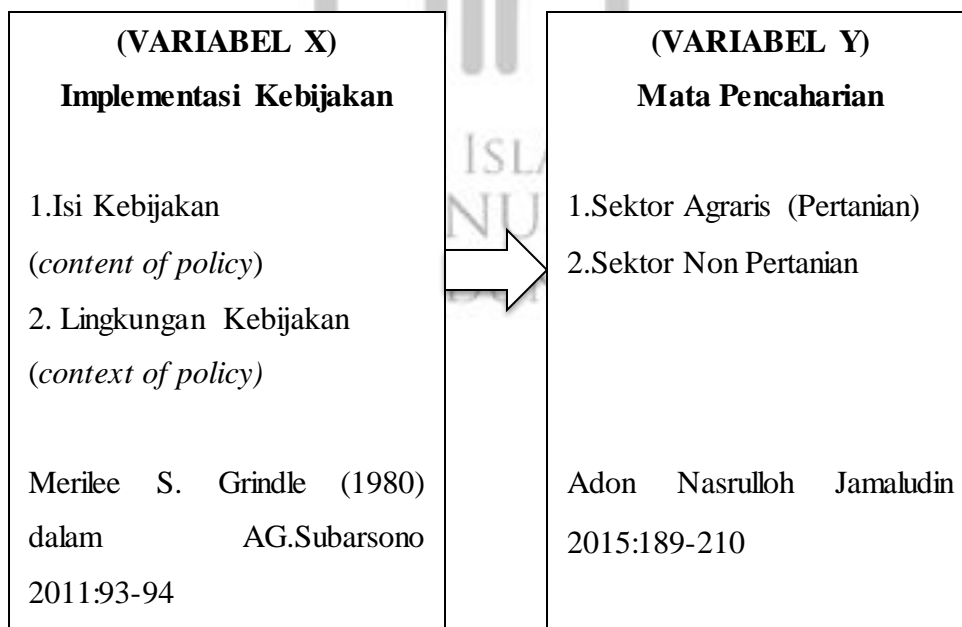 (VARIABEL X)
Implementasi Kebijakan
1.Isi Kebijakan
(content of policy)
2. Lingkungan Kebijakan
(context of policy)
Merilee S. Grindle (1980)
dalam AG.Subarsono
2011:93-94
(VARIABEL Y)
Mata Pencaharian
1.Sektor Agraris (Pertanian)
2.Sektor Non Pertanian
Adon Nasrulloh Jamaludin
2015:189-210